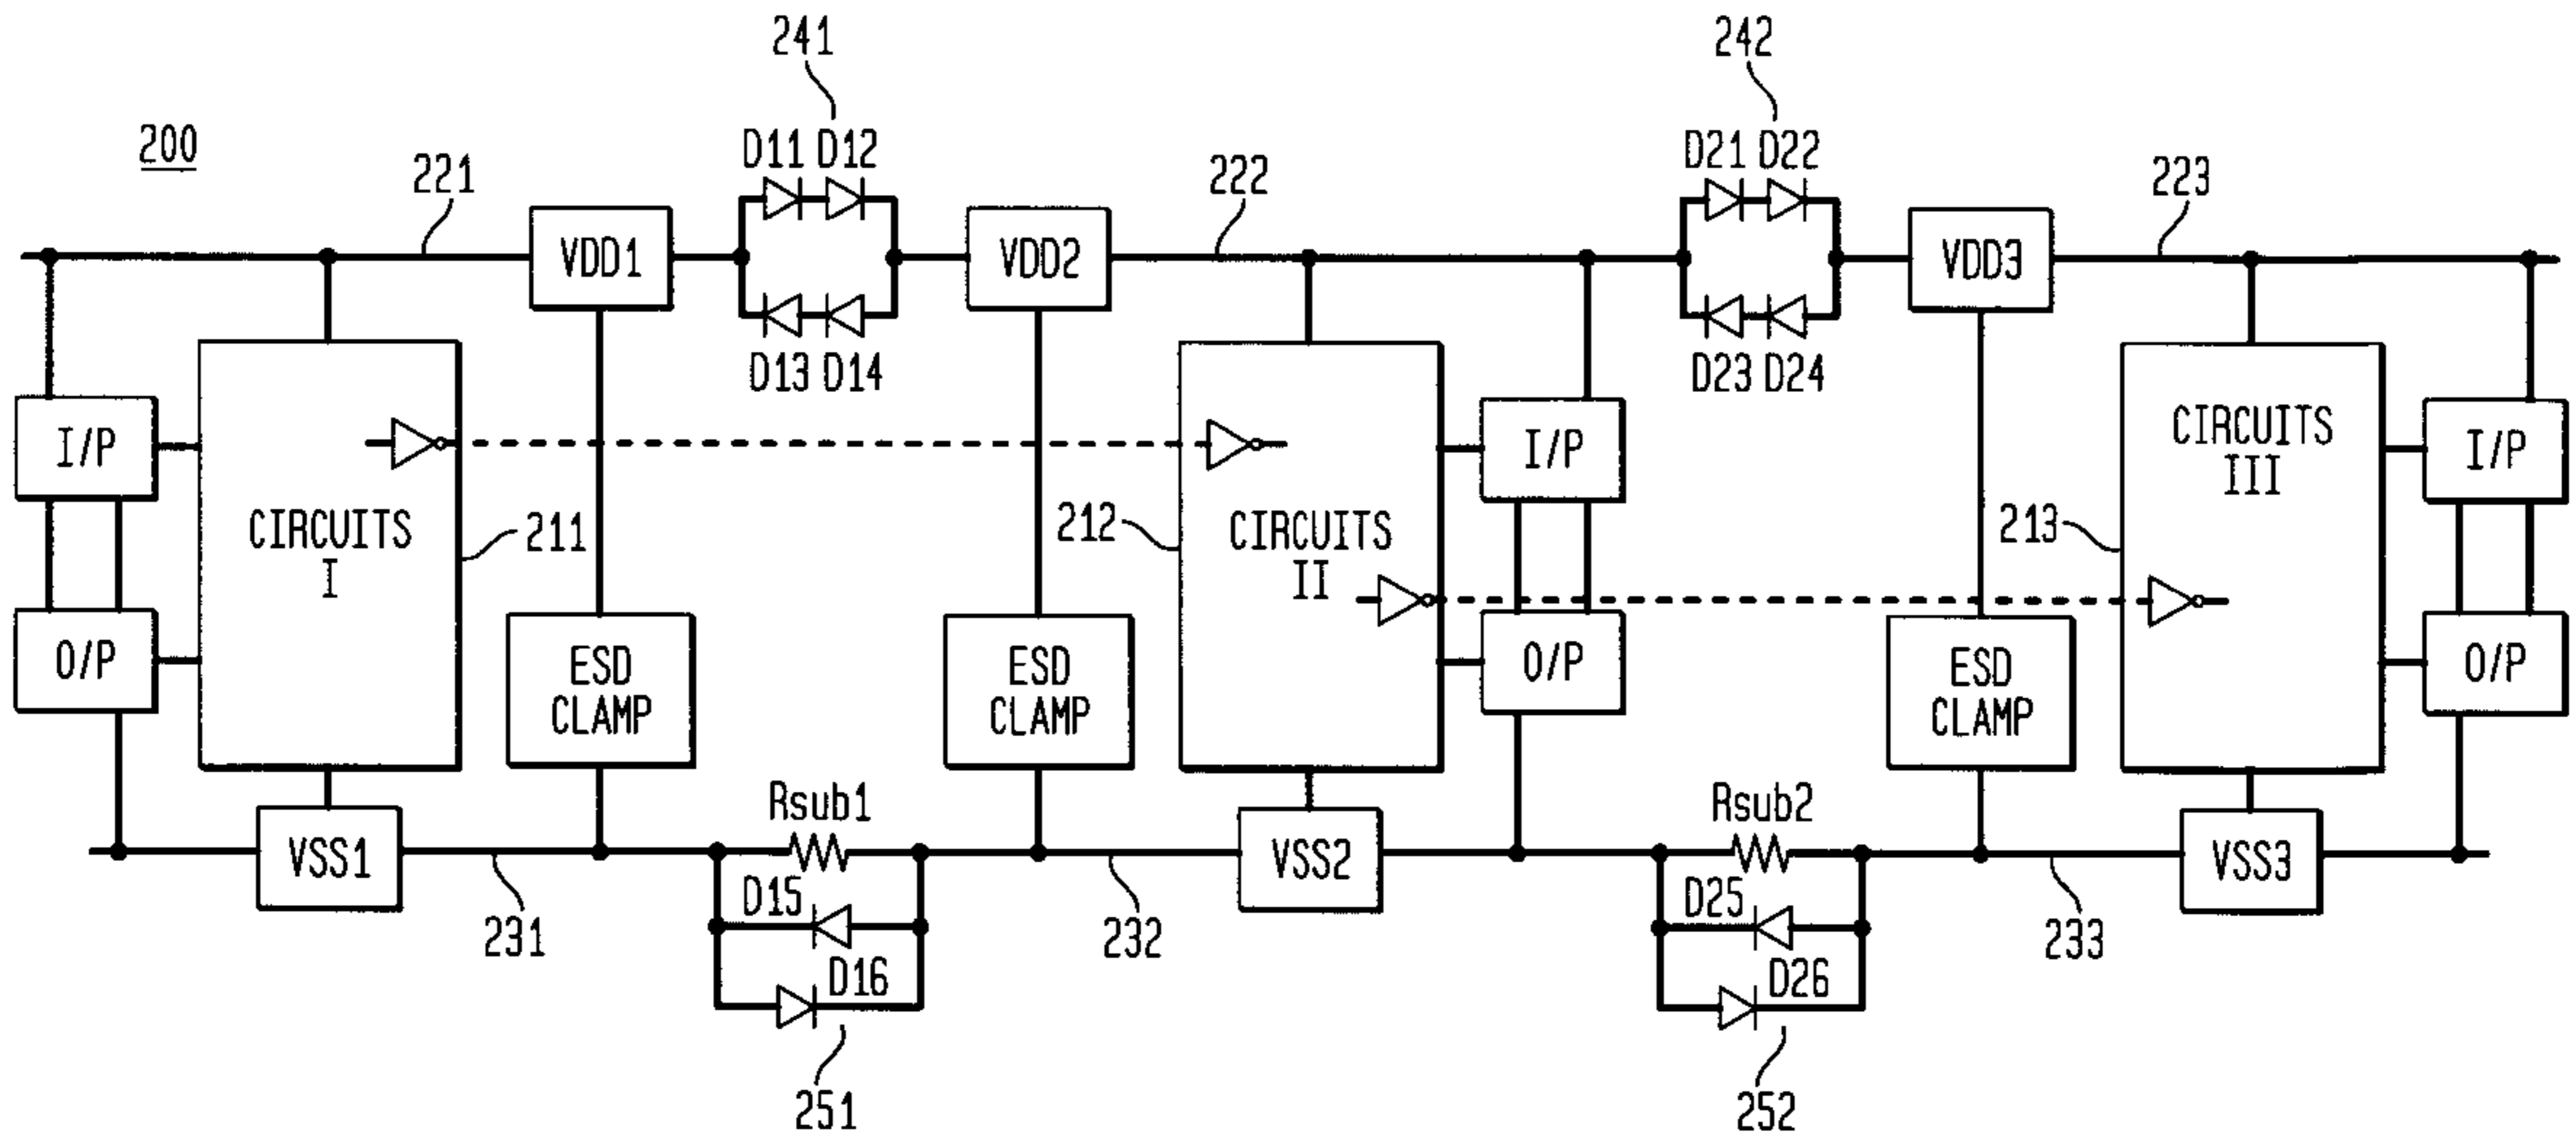 241
242
200
D11 D12
D21 D22
221
222
223
VDD1
VDD2
VDD3
D13 D14
D23 D24
I/P
CIRCUITS
I
211
O/P
ESD
CLAMP
ESD
CLAMP
212
CIRCUITS
II
I/P
O/P
213
ESD
CLAMP
CIRCUITS
III
I/P
O/P
Rsub1
Rsub2
VSS1
VSS2
VSS3
231
D15
D16
232
D25
D26
233
251
252